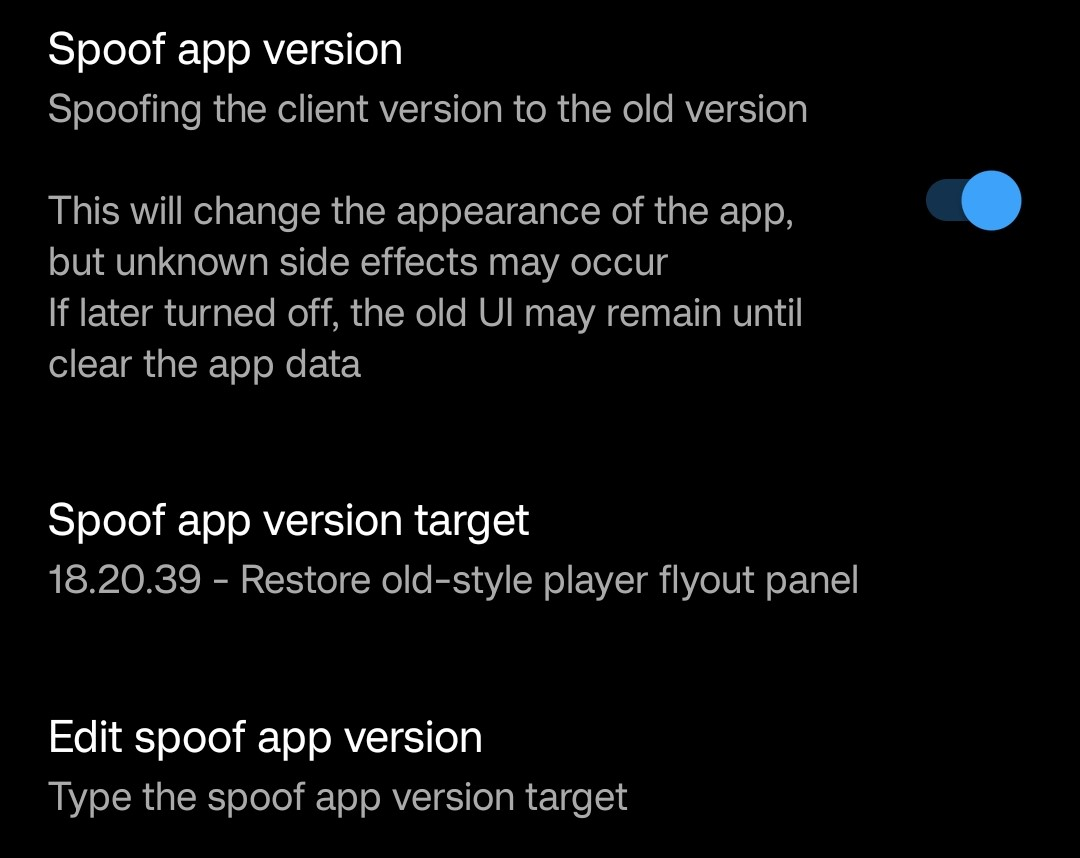 Spoof app version
Spoofing the client version to the old version
This will change the appearance of the app,
but unknown side effects may occur
If later turned off, the old UI may remain until
clear the app data
Spoof app version target
18.20.39 - Restore old-style player flyout panel
Edit spoof app version
Type the spoof app version target